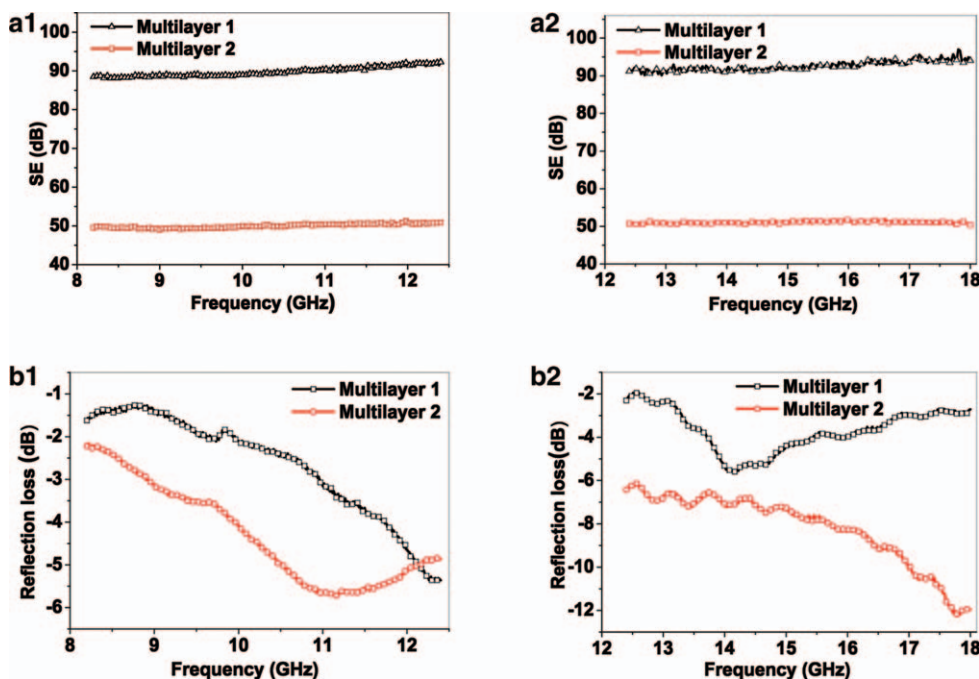 a1
Multilayer 1
Multilayer 2
100
90
80
70
60
50
40
SE (dB)
8
9
10
11
12
Frequency (GHz)
a2
Multilayer 1
Multilayer 2
100
90
80
70
60
50
40
SE (dB)
12
13
14
15
16
17
18
Frequency (GHz)
b1
Multilayer 1
Multilayer 2
-1
-2
-3
-4
-5
-6
Reflection loss (dB)
8
9
10
11
12
Frequency (GHz)
b2
Multilayer 1
Multilayer 2
-2
-4
-6
-8
-10
-12
Reflection loss(dB)
12
13
14
15
16
17
18
Frequency (GHz)